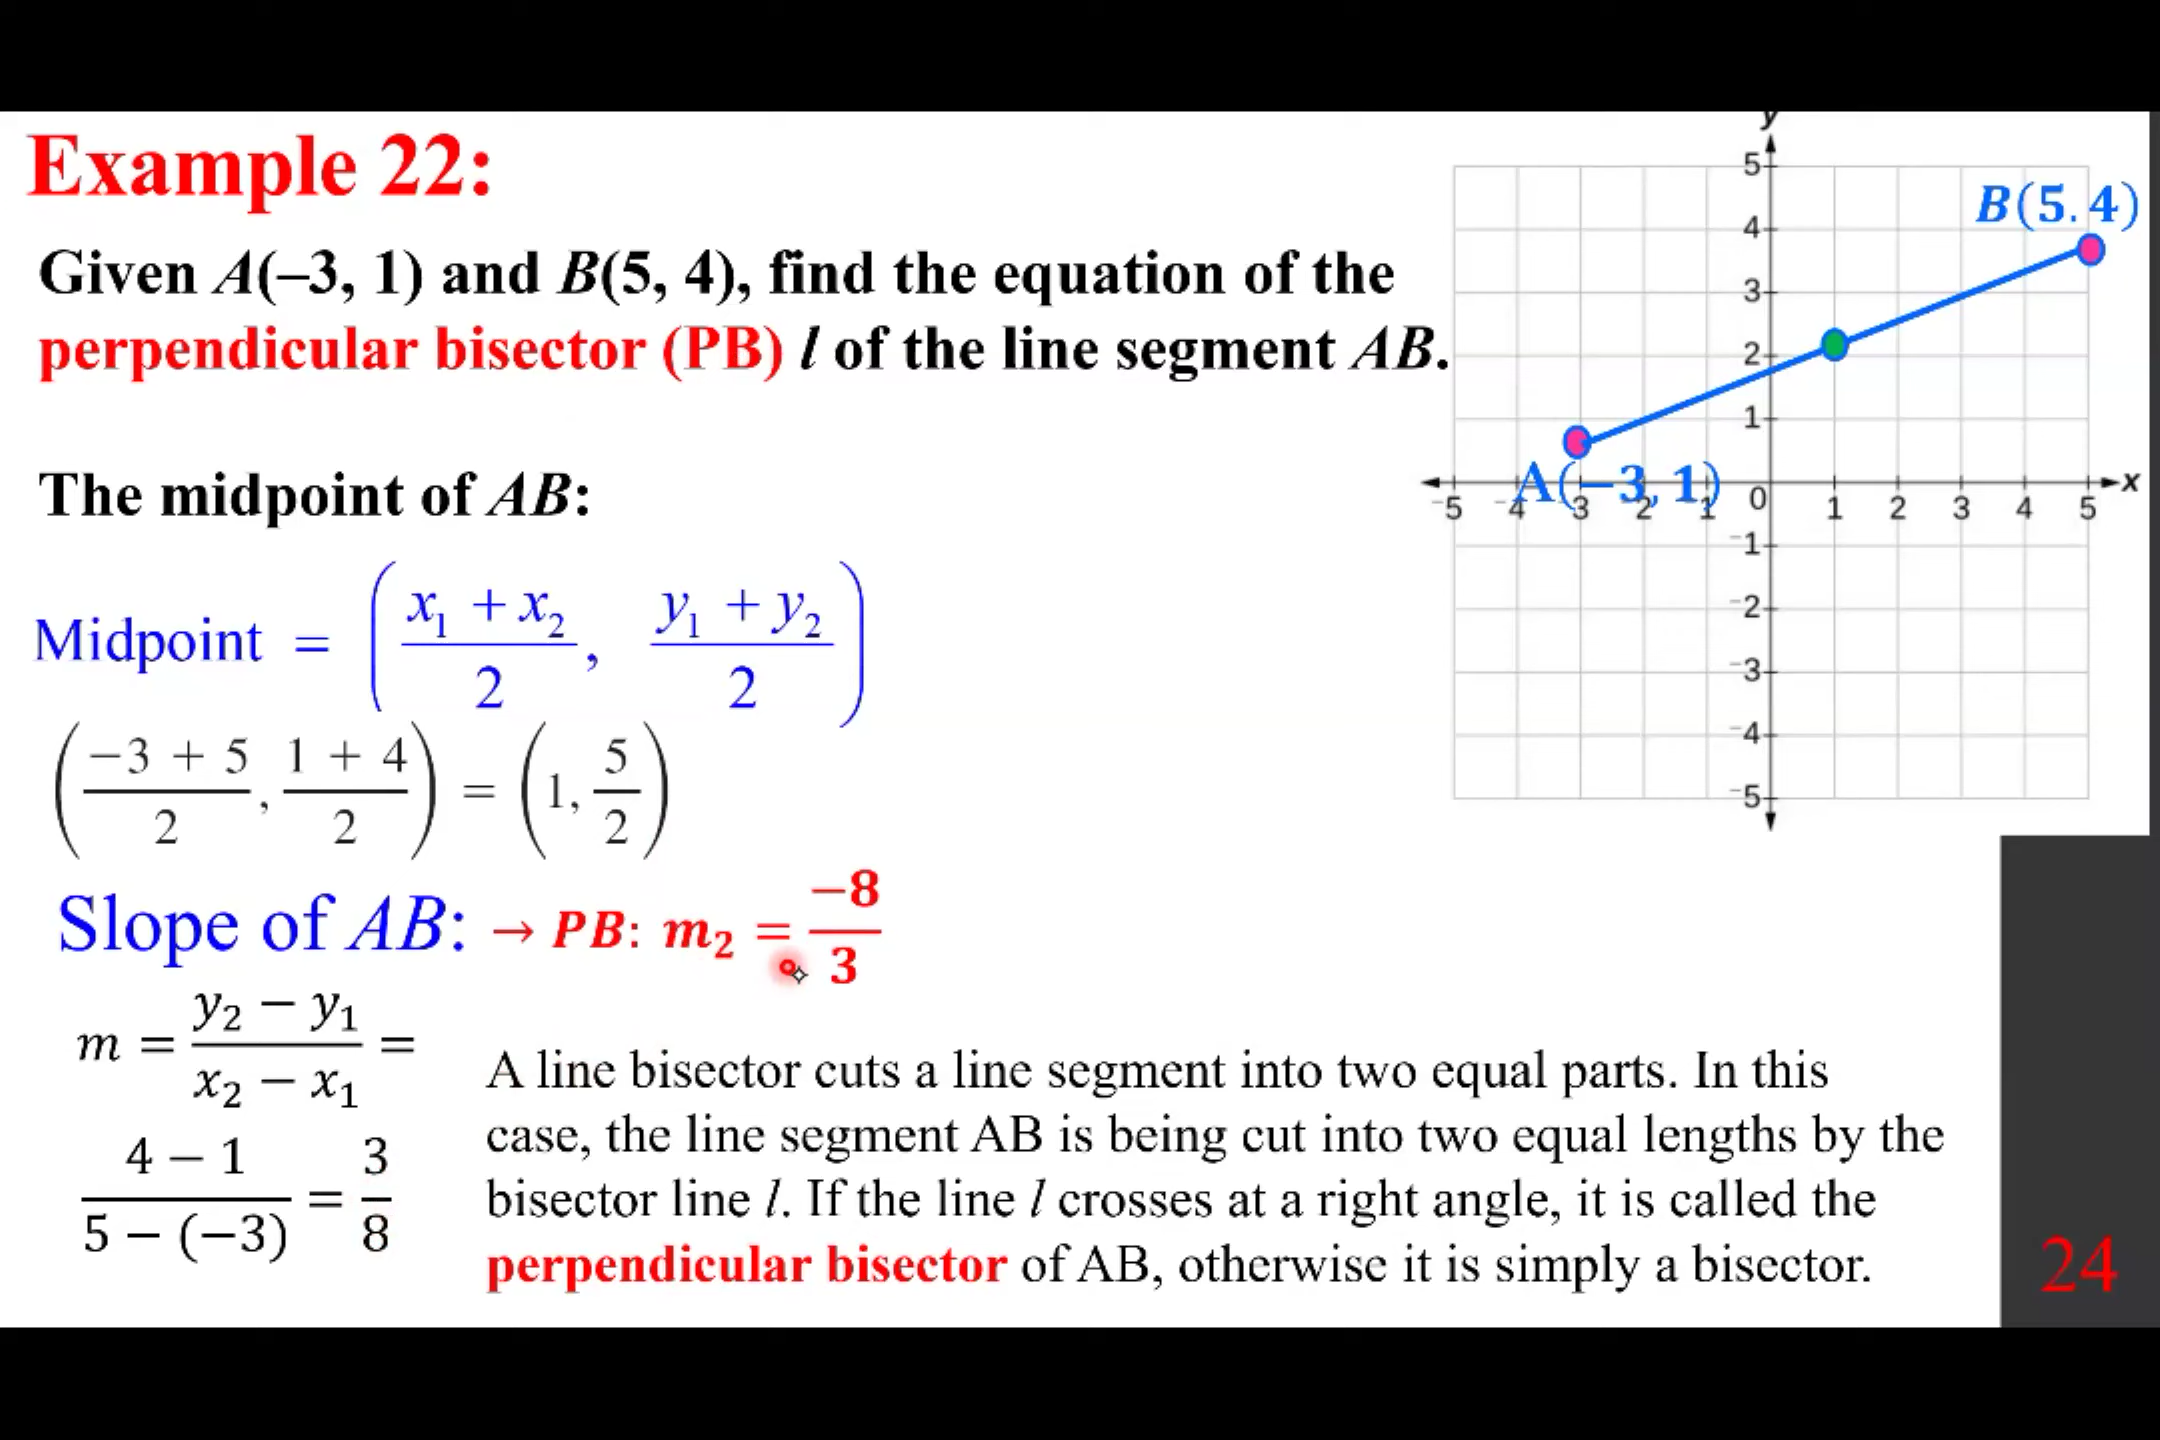 Example 22:
Given A(–3, 1) and B(5, 4), find the equation of the
perpendicular bisector (PB) l of the line segment AB.
The midpoint of AB:
Midpoint = ( (x₁ + x₂)/2 , (y₁ + y₂)/2 )
( (−3 + 5)/2 , (1 + 4)/2 ) = ( 1, 5/2 )
Slope of AB: → PB: m₂ = −8/3
m = (y₂ − y₁)/(x₂ − x₁) =
(4 − 1)/(5 − (−3)) = 3/8
A line bisector cuts a line segment into two equal parts. In this
case, the line segment AB is being cut into two equal lengths by the
bisector line l. If the line l crosses at a right angle, it is called the
perpendicular bisector of AB, otherwise it is simply a bisector.
y
5
B(5.4)
4
3
2
1
A(−3, 1)
x
⁻5 ⁻4 ⁻3 ⁻2 ⁻1 0 1 2 3 4 5
⁻1
⁻2
⁻3
⁻4
⁻5
24